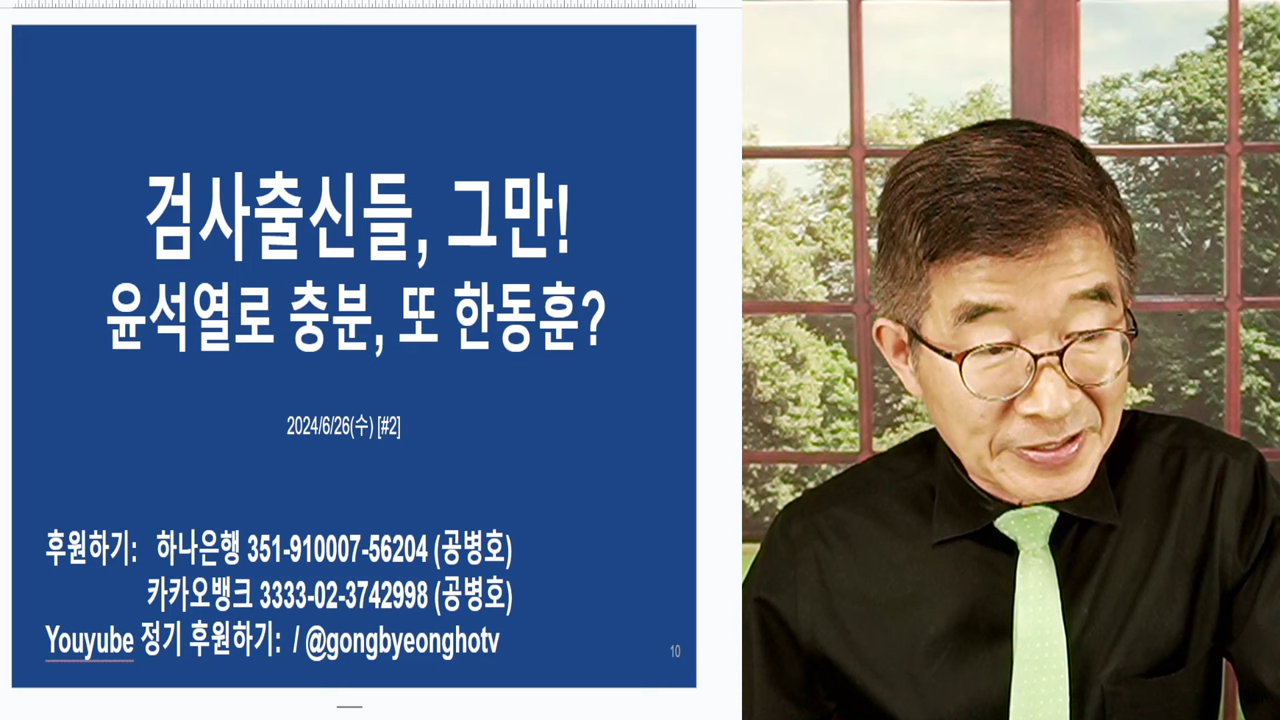 검사출신들, 그만!
윤석열로 충분, 또 한동훈?
2024/6/26(수) [#2]
후원하기: 하나은행 351-910007-56204 (공병호)
카카오뱅크 3333-02-3742998 (공병호)
Youyube 정기 후원하기: / @gongbyeonghotv
10